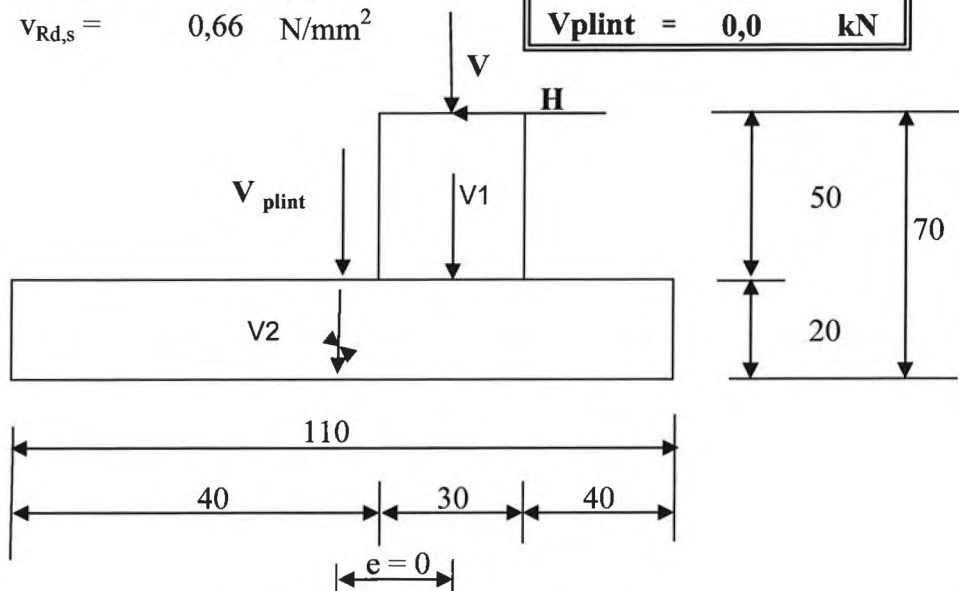 vRd,s = 0,66 N/mm²
Vplint = 0,0 kN
V
H
V plint
V1
50
70
V2
20
110
40 30 40
e = 0